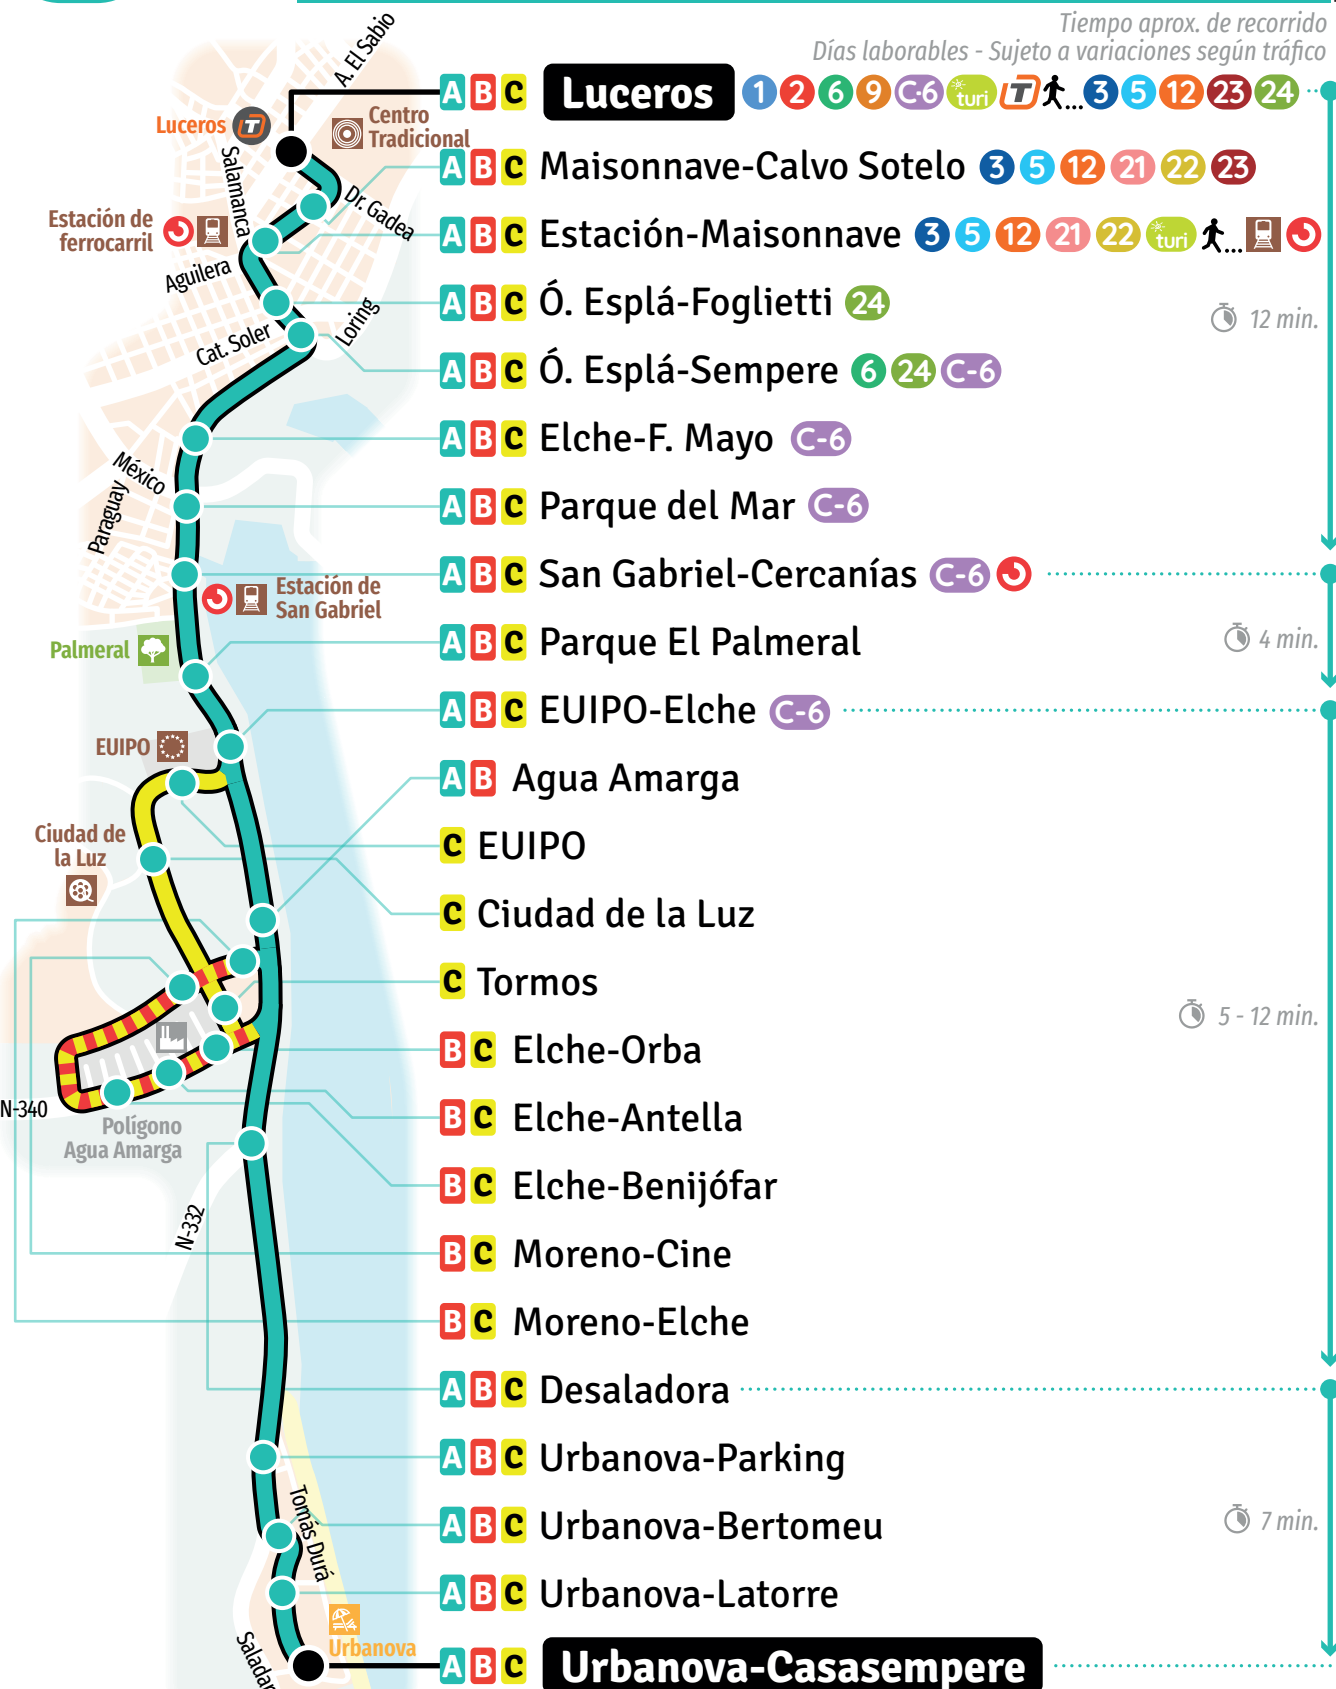 Tiempo aprox. de recorrido
Días laborables - Sujeto a variaciones según tráfico
A B C Luceros 1 2 6 9 C-6 turi T ... 3 5 12 23 24
A B C Maisonnave-Calvo Sotelo 3 5 12 21 22 23
A B C Estación-Maisonnave 3 5 12 21 22 turi ...
A B C Ó. Esplá-Foglietti 24
12 min.
A B C Ó. Esplá-Sempere 6 24 C-6
A B C Elche-F. Mayo C-6
A B C Parque del Mar C-6
A B C San Gabriel-Cercanías C-6
A B C Parque El Palmeral
4 min.
A B C EUIPO-Elche C-6
A B Agua Amarga
C EUIPO
C Ciudad de la Luz
C Tormos
5 - 12 min.
B C Elche-Orba
B C Elche-Antella
B C Elche-Benijófar
B C Moreno-Cine
B C Moreno-Elche
A B C Desaladora
A B C Urbanova-Parking
A B C Urbanova-Bertomeu
7 min.
A B C Urbanova-Latorre
A B C Urbanova-Casasempere
A. El Sabio
Luceros T
Centro
Tradicional
Salamanca
Dr. Gadea
Estación de
ferrocarril
Aguilera
Loring
Cat. Soler
México
Paraguay
Estación de
San Gabriel
Palmeral
EUIPO
Ciudad de
la Luz
N-340
Polígono
Agua Amarga
N-332
Tomás Durá
Urbanova